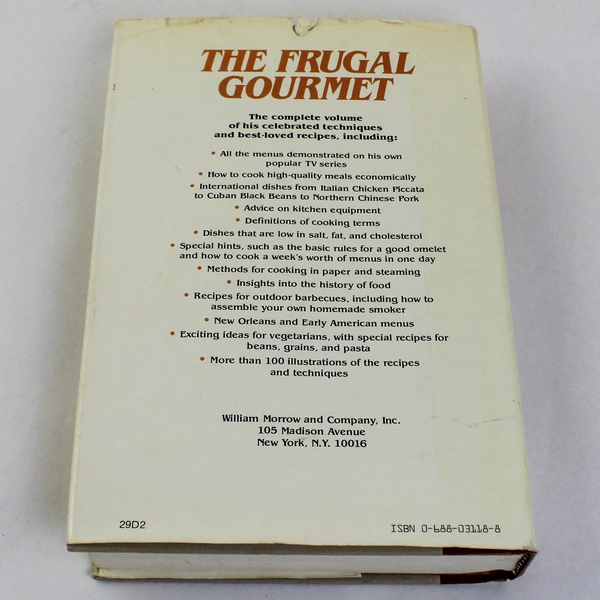 THE FRUGAL
GOURMET
The complete volume
of his celebrated techniques
and best-loved recipes, including:
• All the menus demonstrated on his own
popular TV series
• How to cook high-quality meals economically
• International dishes from Italian Chicken Piccata
to Cuban Black Beans to Northern Chinese Pork
• Advice on kitchen equipment
• Definitions of cooking terms
• Dishes that are low in salt, fat, and cholesterol
• Special hints, such as the basic rules for a good omelet
and how to cook a week's worth of menus in one day
• Methods for cooking in paper and steaming
• Insights into the history of food
• Recipes for outdoor barbecues, including how to
assemble your own homemade smoker
• New Orleans and Early American menus
• Exciting ideas for vegetarians, with special recipes for
beans, grains, and pasta
• More than 100 illustrations of the recipes
and techniques
William Morrow and Company, Inc.
105 Madison Avenue
New York, N.Y. 10016
29D2
ISBN 0-688-03118-8